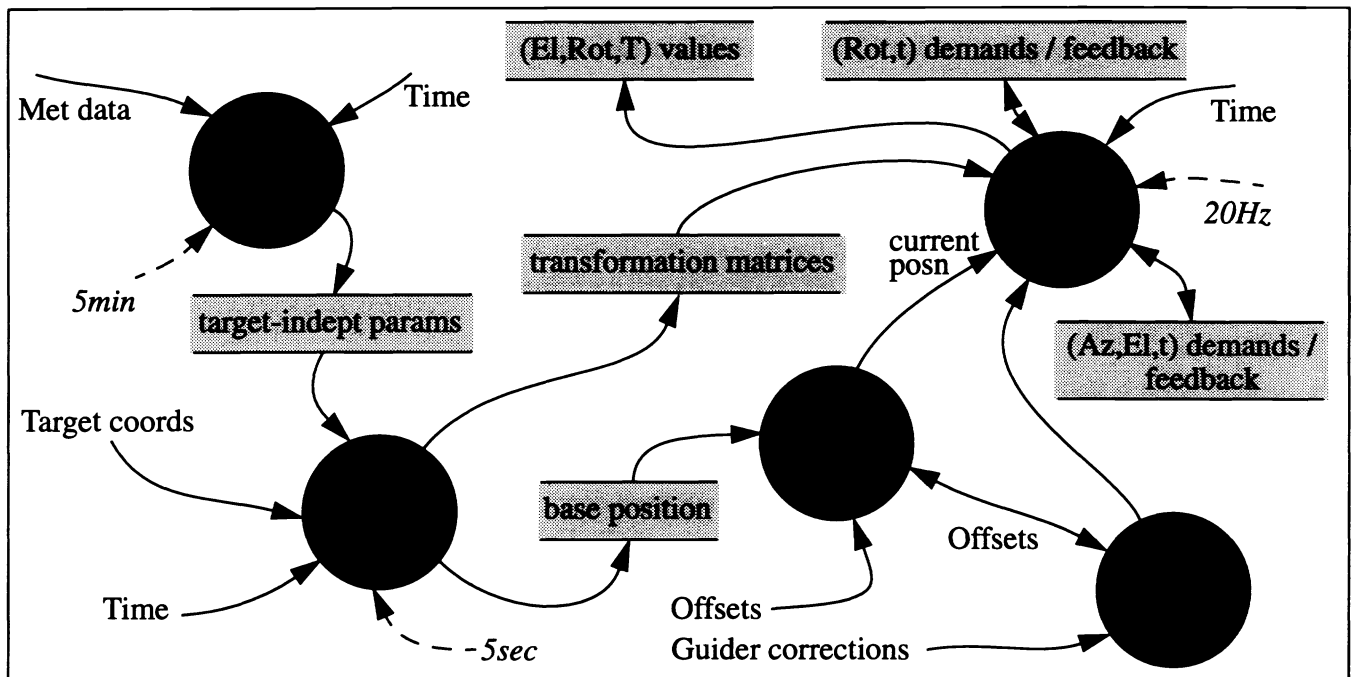 (El,Rot,T) values
(Rot,t) demands / feedback
Met data
Time
Time
20Hz
current
posn
transformation matrices
5min
target-indept params
(Az,El,t) demands /
feedback
Target coords
base position
Offsets
Time
Offsets
5sec
Guider corrections